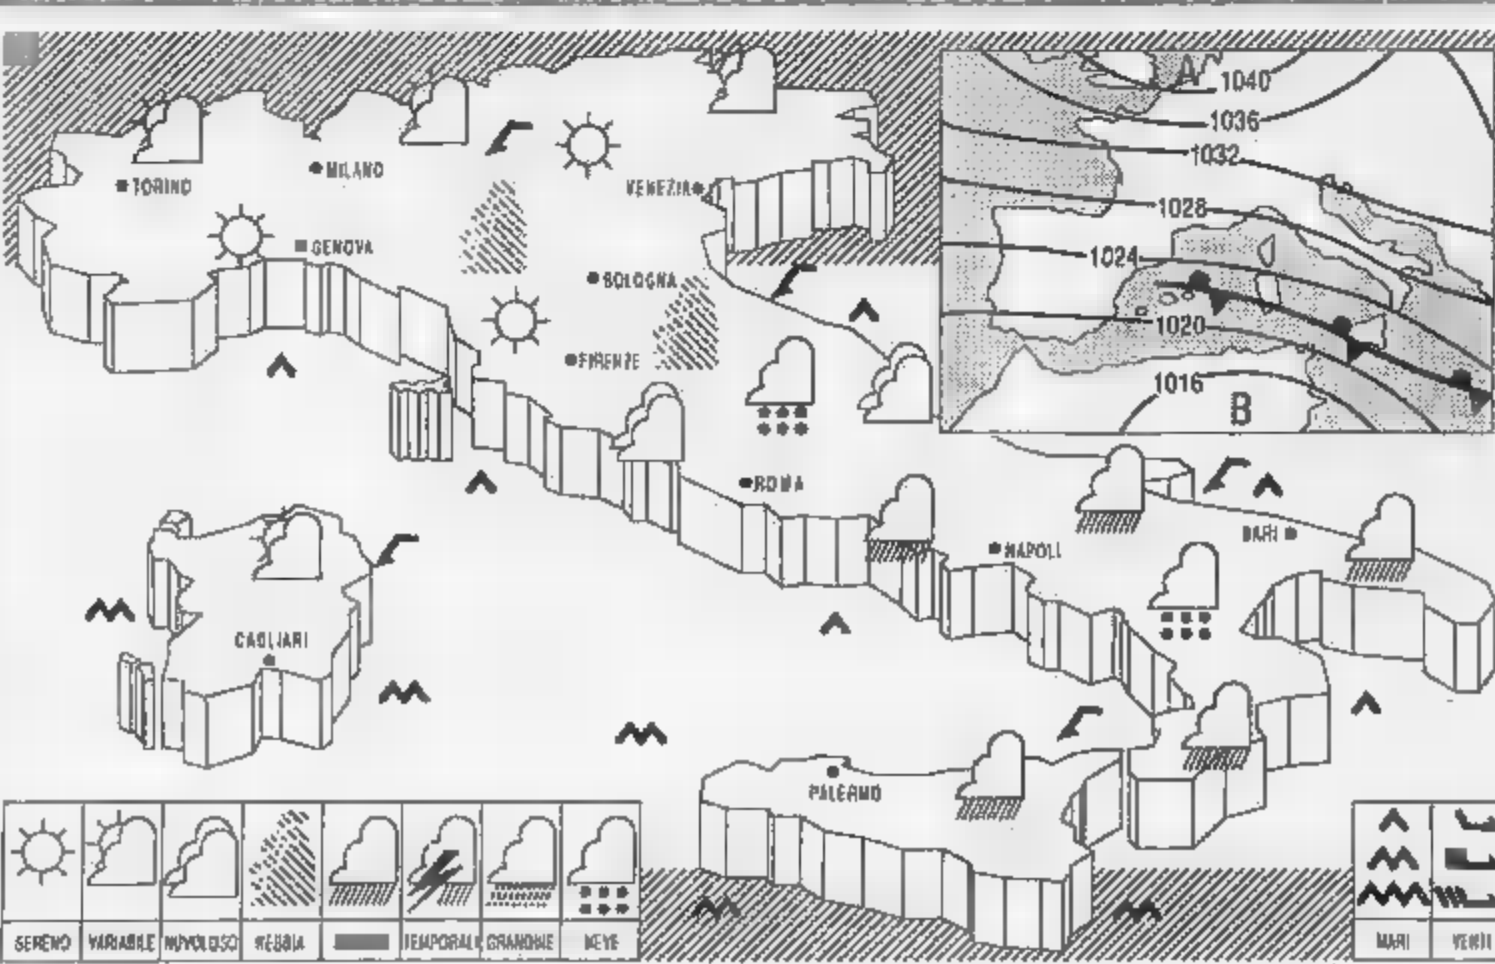 A
1040
1036
1032
MILANO
TORINO
VENEZIA
1028
GENOVA
1024
BOLOGNA
1020
FIRENZE
1016
B
ROMA
BARI
NAPOLI
CAGLIARI
PALERMO
SERENO VARIABILE NUVOLOSO NEBBIA TEMPORALI GRANDINE NEVE
MARI VENTI